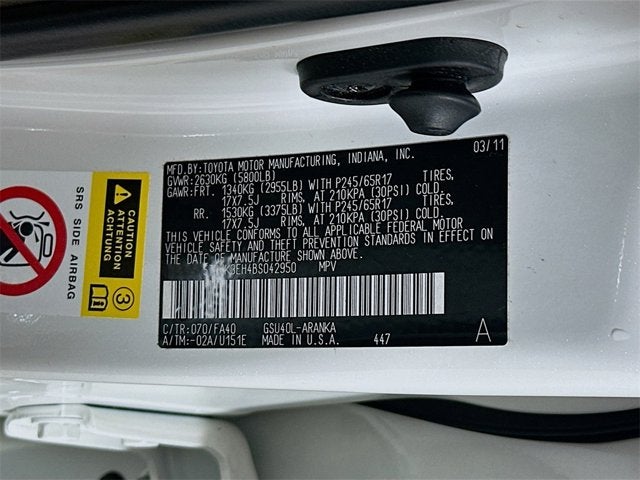 03/11
MFD.BY:TOYOTA MOTOR MANUFACTURING, INDIANA, INC.
GVWR:2630KG (5800LB)
GAWR:FRT. 1340KG (2955LB) WITH P245/65R17 TIRES,
17X7.5J RIMS, AT 210KPA (30PSI) COLD.
RR. 1530KG (3375LB) WITH P245/65R17 TIRES,
17X7.5J RIMS, AT 210KPA (30PSI) COLD.
THIS VEHICLE CONFORMS TO ALL APPLICABLE FEDERAL MOTOR
VEHICLE SAFETY AND THEFT PREVENTION STANDARDS IN EFFECT ON
THE DATE OF MANUFACTURE SHOWN ABOVE.
EH4BS042950 MPV
C/TR:070/FA40 GSU40L-ARANKA
A/TM:-02A/U151E MADE IN U.S.A. 447 A
SRS SIDE AIRBAG
CAUTION
ATTENTION
ACHTUNG
3